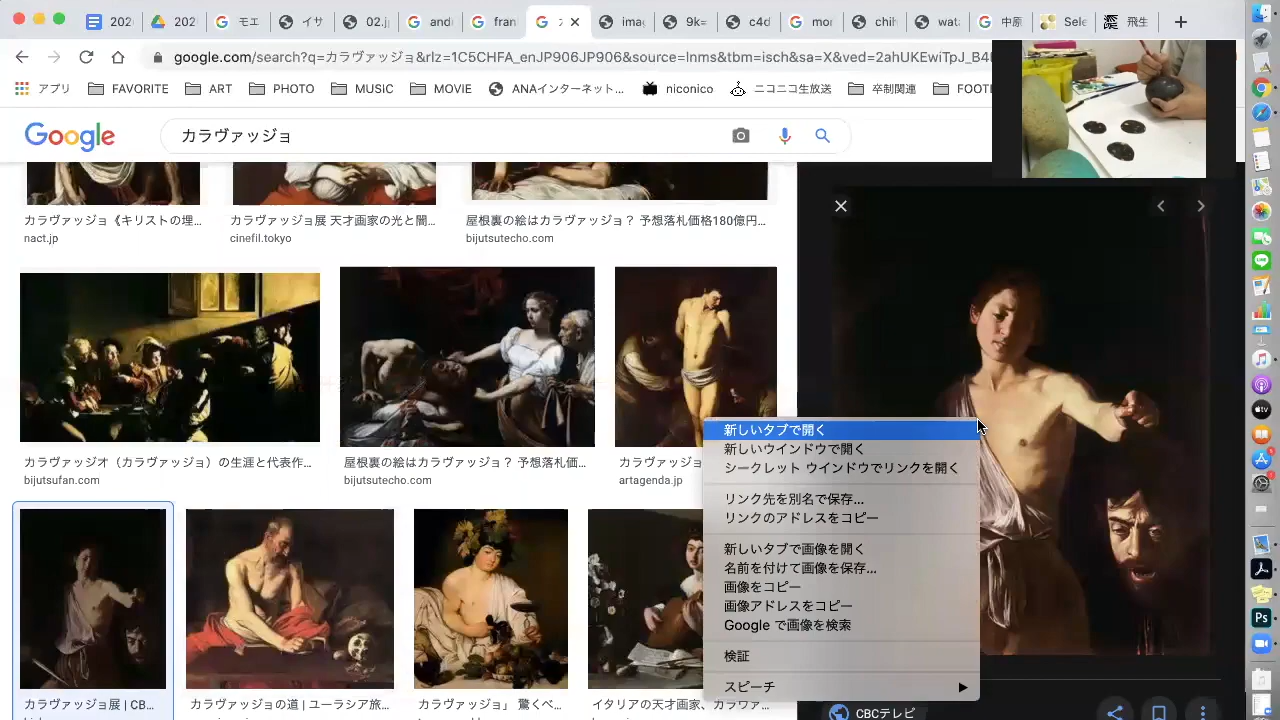 202
202
モエ
イサ
02.j
and
fran
ima
9k=
c4d
mor
chih
wak
中原
Sele
飛生
google.com/search?q=カラヴァッジョ&rlz=1C5CHFA_enJP906JP906&source=lnms&tbm=isch&sa=X&ved=2ahUKEwiTpJ_B4
アプリ
FAVORITE
ART
PHOTO
MUSIC
MOVIE
ANAインターネット...
niconico
ニコニコ生放送
卒制関連
FOOT
Google
カラヴァッジョ
カラヴァッジョ《キリストの埋...
カラヴァッジョ展 天才画家の光と闇...
屋根裏の絵はカラヴァッジョ? 予想落札価格180億円...
nact.jp
cinefil.tokyo
bijutsutecho.com
カラヴァッジオ（カラヴァッジョ）の生涯と代表作...
屋根裏の絵はカラヴァッジョ? 予想落札価...
カラヴァッジョ
bijutsufan.com
bijutsutecho.com
artagenda.jp
新しいタブで開く
新しいウインドウで開く
シークレット ウインドウでリンクを開く
リンク先を別名で保存...
リンクのアドレスをコピー
新しいタブで画像を開く
名前を付けて画像を保存...
画像をコピー
画像アドレスをコピー
Google で画像を検索
検証
スピーチ
カラヴァッジョ展 | CB...
カラヴァッジョの道 | ユーラシア旅...
カラヴァッジョ」 驚くべ...
イタリアの天才画家、カラヴァ...
CBCテレビ
tv
Ps